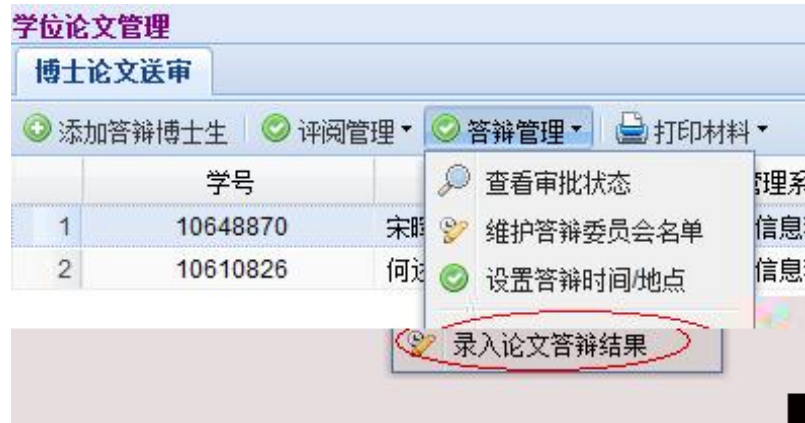 学位论文管理
博士论文送审
添加答辩博士生 评阅管理 答辩管理 打印材料
学号
查看审批状态
1 10648870 宋
维护答辩委员会名单
信息
2 10610826 何
设置答辩时间/地点
信息
录入论文答辩结果